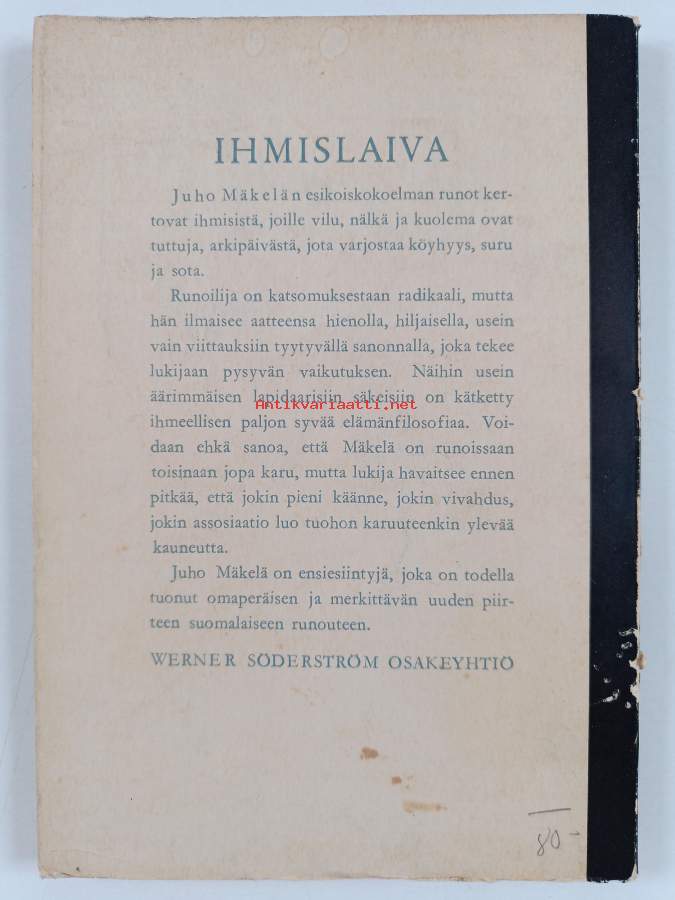 IHMISLAIVA
Juho Mäkelän esikoiskokoelman runot ker-
tovat ihmisistä, joille vilu, nälkä ja kuolema ovat
tuttuja, arkipäivästä, jota varjostaa köyhyys, suru
ja sota.
Runoilija on katsomuksestaan radikaali, mutta
hän ilmaisee aatteensa hienolla, hiljaisella, usein
vain viittauksiin tyytyvällä sanonnalla, joka tekee
lukijaan pysyvän vaikutuksen. Näihin usein
äärimmäisen lapidaarisiin säkeisiin on kätketty
Antikvariaatti.net
ihmeellisen paljon syvää elämänfilosofiaa. Voi-
daan ehkä sanoa, että Mäkelä on runoissaan
toisinaan jopa karu, mutta lukija havaitsee ennen
pitkää, että jokin pieni käänne, jokin vivahdus,
jokin assosiaatio luo tuohon karuuteenkin ylevää
kauneutta.
Juho Mäkelä on ensiesiintyjä, joka on todella
tuonut omaperäisen ja merkittävän uuden piir-
teen suomalaiseen runouteen.
WERNER SÖDERSTRÖM OSAKEYHTIÖ
80-